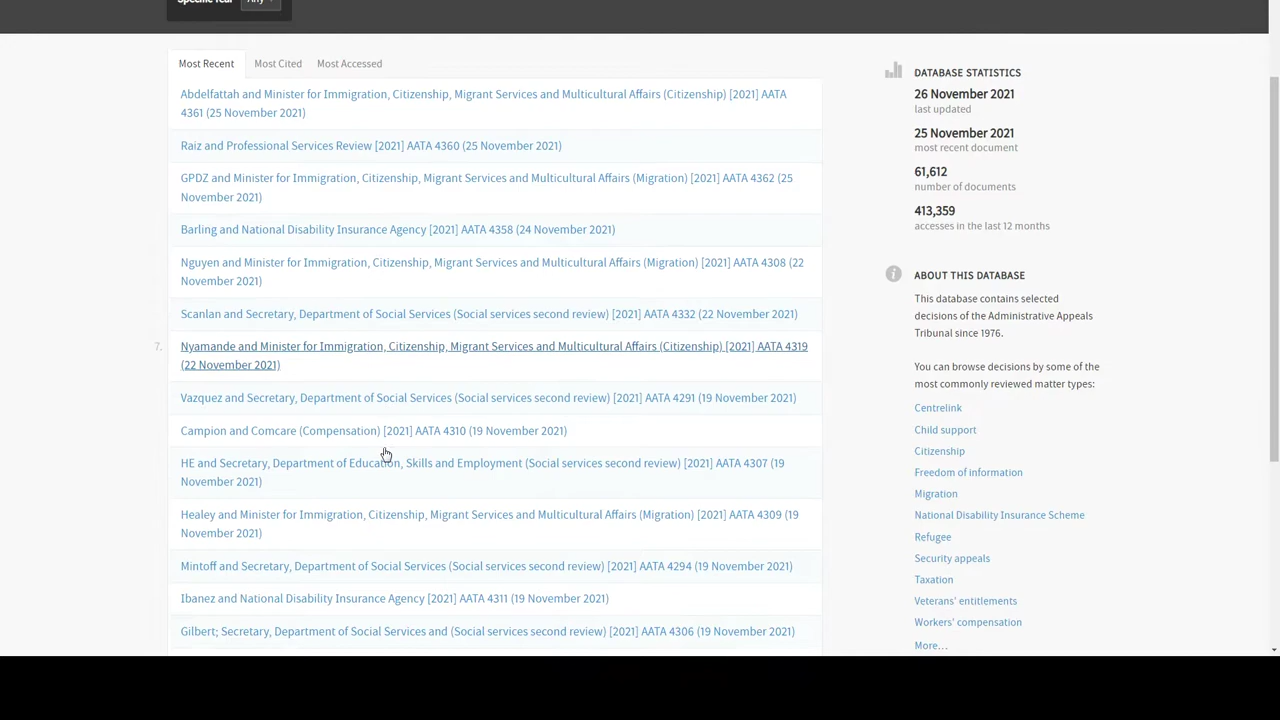 Specific Year Any
Most Recent Most Cited Most Accessed
Abdelfattah and Minister for Immigration, Citizenship, Migrant Services and Multicultural Affairs (Citizenship) [2021] AATA
4361 (25 November 2021)
Raiz and Professional Services Review [2021] AATA 4360 (25 November 2021)
GPDZ and Minister for Immigration, Citizenship, Migrant Services and Multicultural Affairs (Migration) [2021] AATA 4362 (25
November 2021)
Barling and National Disability Insurance Agency [2021] AATA 4358 (24 November 2021)
Nguyen and Minister for Immigration, Citizenship, Migrant Services and Multicultural Affairs (Migration) [2021] AATA 4308 (22
November 2021)
Scanlan and Secretary, Department of Social Services (Social services second review) [2021] AATA 4332 (22 November 2021)
7. Nyamande and Minister for Immigration, Citizenship, Migrant Services and Multicultural Affairs (Citizenship) [2021] AATA 4319
(22 November 2021)
Vazquez and Secretary, Department of Social Services (Social services second review) [2021] AATA 4291 (19 November 2021)
Campion and Comcare (Compensation) [2021] AATA 4310 (19 November 2021)
HE and Secretary, Department of Education, Skills and Employment (Social services second review) [2021] AATA 4307 (19
November 2021)
Healey and Minister for Immigration, Citizenship, Migrant Services and Multicultural Affairs (Migration) [2021] AATA 4309 (19
November 2021)
Mintoff and Secretary, Department of Social Services (Social services second review) [2021] AATA 4294 (19 November 2021)
Ibanez and National Disability Insurance Agency [2021] AATA 4311 (19 November 2021)
Gilbert; Secretary, Department of Social Services and (Social services second review) [2021] AATA 4306 (19 November 2021)
DATABASE STATISTICS
26 November 2021
last updated
25 November 2021
most recent document
61,612
number of documents
413,359
accesses in the last 12 months
ABOUT THIS DATABASE
This database contains selected
decisions of the Administrative Appeals
Tribunal since 1976.
You can browse decisions by some of the
most commonly reviewed matter types:
Centrelink
Child support
Citizenship
Freedom of information
Migration
National Disability Insurance Scheme
Refugee
Security appeals
Taxation
Veterans' entitlements
Workers' compensation
More...